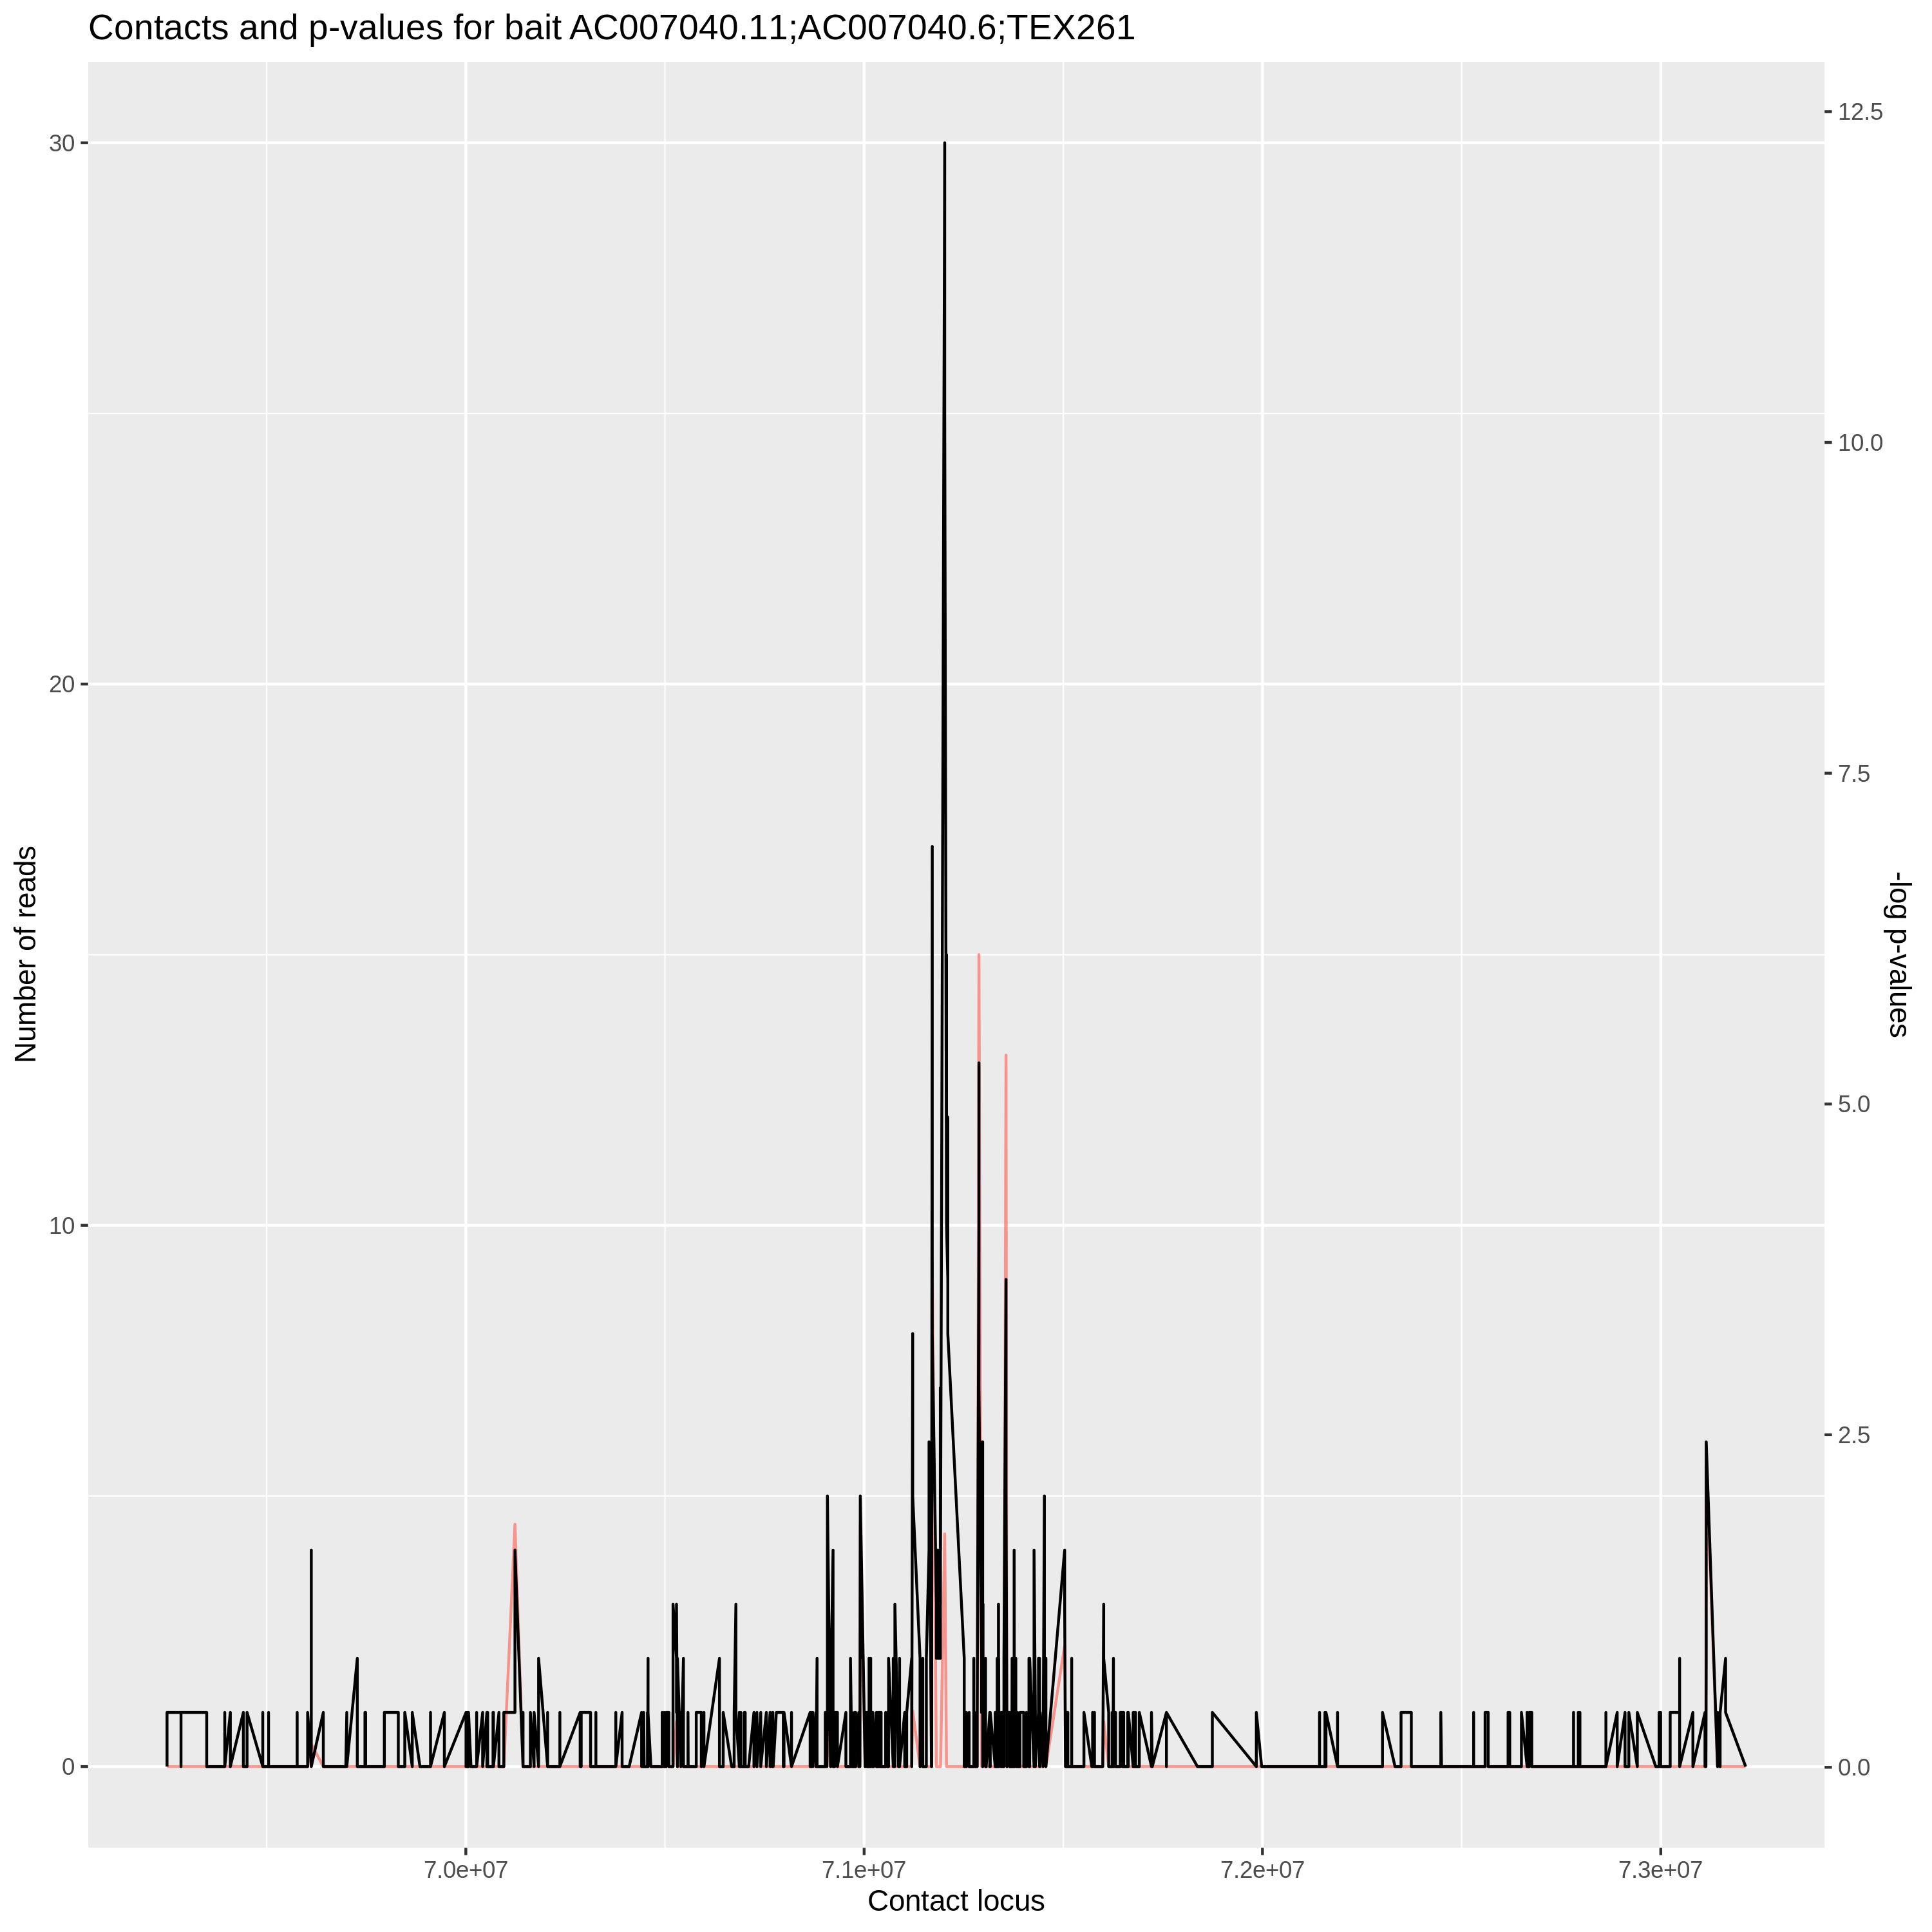 Contacts and p-values for bait AC007040.11;AC007040.6;TEX261
30
20
10
0
Number of reads
12.5
10.0
7.5
5.0
2.5
0.0
-log p-values
7.0e+07 7.1e+07 7.2e+07 7.3e+07
Contact locus